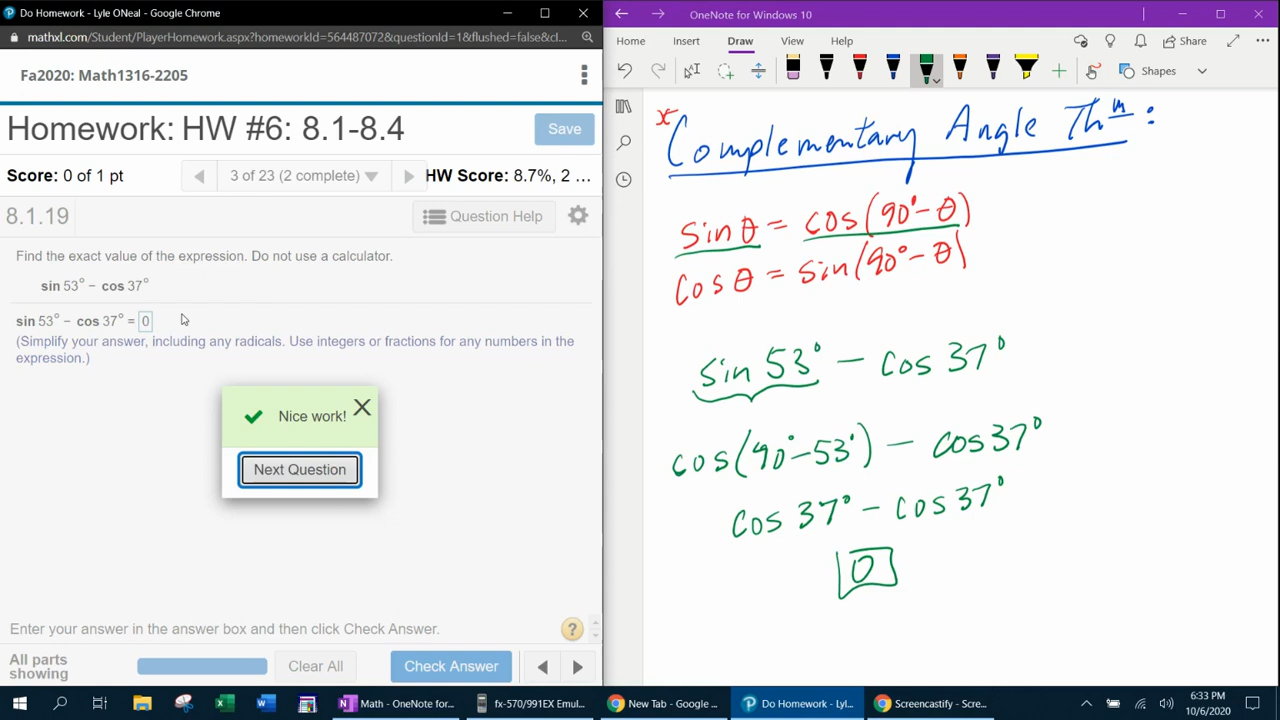 Do Homework - Lyle ONeal - Google Chrome
mathxl.com/Student/PlayerHomework.aspx?homeworkId=564487072&questionId=1&flushed=false&cl...
Fa2020: Math1316-2205
Homework: HW #6: 8.1-8.4
Save
Score: 0 of 1 pt
3 of 23 (2 complete)
HW Score: 8.7%, 2 ...
8.1.19
Question Help
Find the exact value of the expression. Do not use a calculator.
sin 53° − cos 37°
sin 53° − cos 37° = 0
(Simplify your answer, including any radicals. Use integers or fractions for any numbers in the
expression.)
Nice work!
Next Question
Enter your answer in the answer box and then click Check Answer.
?
All parts
showing
Clear All
Check Answer
OneNote for Windows 10
Home
Insert
Draw
View
Help
Share
Shapes
Complementary Angle Thm:
sin θ = cos(90° − θ)
cos θ = sin(90° − θ)
sin 53° − cos 37°
cos(90° − 53°) − cos 37°
cos 37° − cos 37°
0
Math - OneNote for...
fx-570/991EX Emul...
New Tab - Google ...
Do Homework - Lyl...
Screencastify - Scre...
6:33 PM
10/6/2020